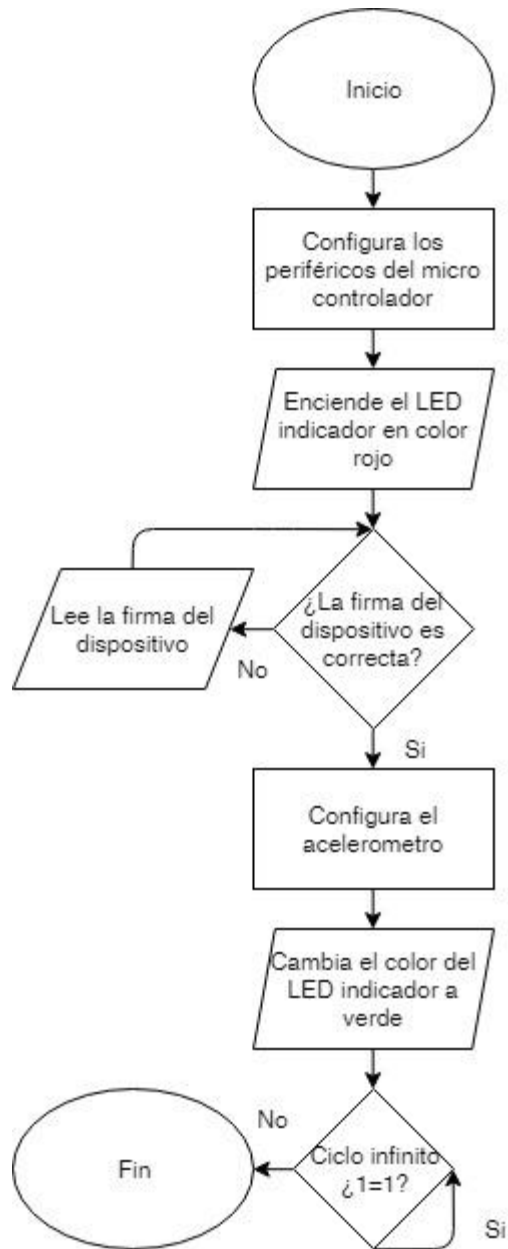 Inicio
Configura los
periféricos del micro
controlador
Enciende el LED
indicador en color
rojo
Lee la firma del
dispositivo
¿La firma del
dispositivo es
correcta?
No
Si
Configura el
acelerometro
Cambia el color del
LED indicador a
verde
No
Fin
Ciclo infinito
¿1=1?
Si